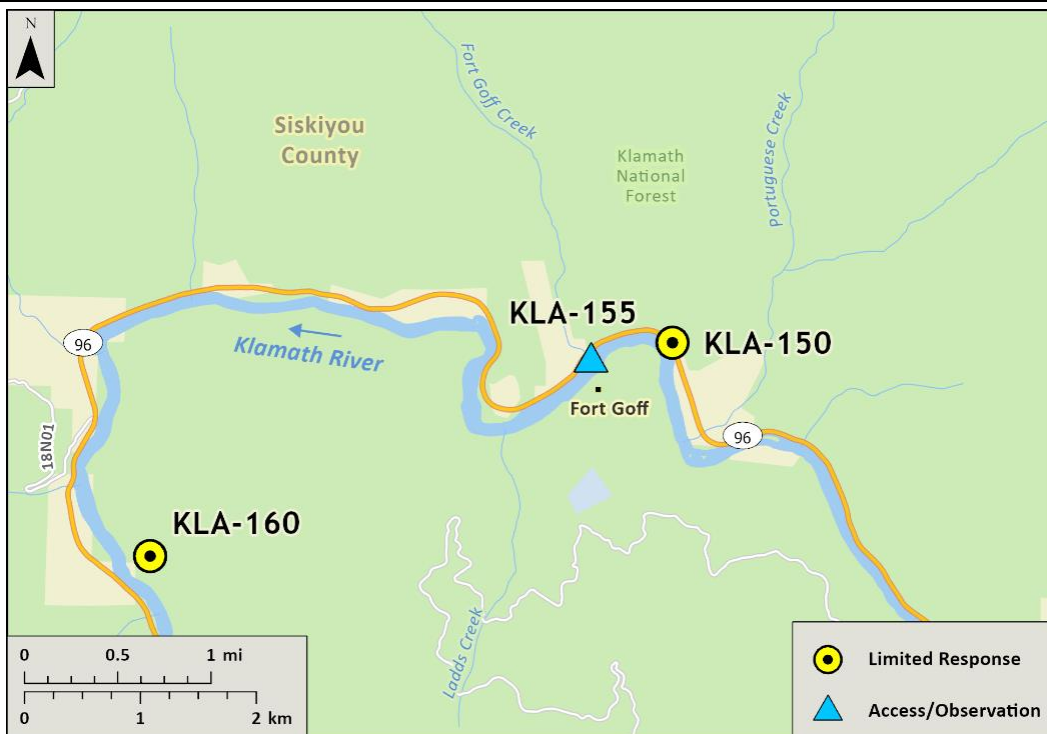 N
Fort Goff Creek
Siskiyou
County
Klamath
National
Forest
Portuguese Creek
KLA-155
KLA-150
96
Klamath River
Fort Goff
96
18N01
KLA-160
Ladds Creek
0 0.5 1 mi
0 1 2 km
Limited Response
Access/Observation